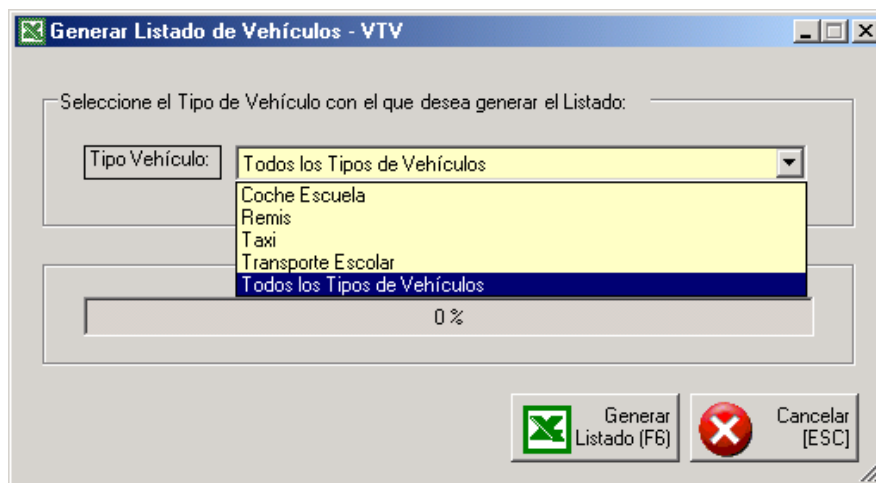 Generar Listado de Vehículos - VTV
Seleccione el Tipo de Vehículo con el que desea generar el Listado:
Tipo Vehículo:
Todos los Tipos de Vehículos
Coche Escuela
Remis
Taxi
Transporte Escolar
Todos los Tipos de Vehículos
0 %
Generar
Listado (F6)
Cancelar
[ESC]